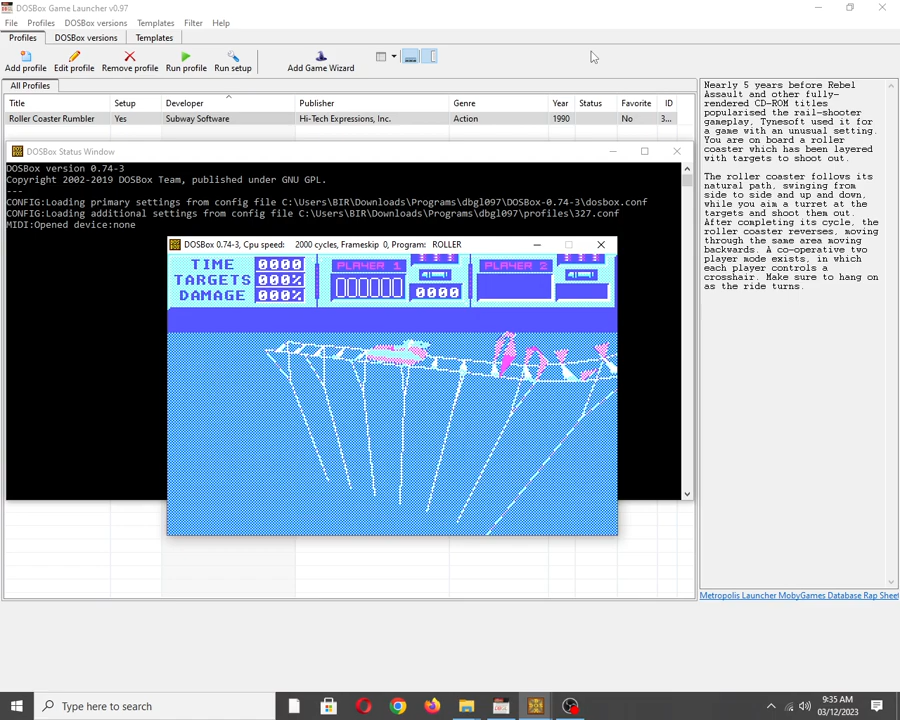 DOSBox Game Launcher v0.97
File Profiles DOSBox versions Templates Filter Help
Profiles DOSBox versions Templates
Add profile Edit profile Remove profile Run profile Run setup Add Game Wizard
All Profiles
Title Setup Developer Publisher Genre Year Status Favorite ID
Roller Coaster Rumbler Yes Subway Software Hi-Tech Expressions, Inc. Action 1990 No 3...
DOSBox Status Window
DOSBox version 0.74-3
Copyright 2002-2019 DOSBox Team, published under GNU GPL.
---
CONFIG:Loading primary settings from config file C:\Users\BIR\Downloads\Programs\dbgl097\DOSBox-0.74-3\dosbox.conf
CONFIG:Loading additional settings from config file C:\Users\BIR\Downloads\Programs\dbgl097\profiles\327.conf
MIDI:Opened device:none
DOSBox 0.74-3, Cpu speed: 2000 cycles, Frameskip 0, Program: ROLLER
TIME 0000
TARGETS 000%
DAMAGE 000%
PLAYER 1
000000
0000
PLAYER 2
Nearly 5 years before Rebel
Assault and other fully-
rendered CD-ROM titles
popularised the rail-shooter
gameplay, Tynesoft used it for
a game with an unusual setting.
You are on board a roller
coaster which has been layered
with targets to shoot out.
The roller coaster follows its
natural path, swinging from
side to side and up and down,
while you aim a turret at the
targets and shoot them out.
After completing its cycle, the
roller coaster reverses, moving
through the same area moving
backwards. A co-operative two
player mode exists, in which
each player controls a
crosshair. Make sure to hang on
as the ride turns.
Metropolis Launcher MobyGames Database Rap Sheet
Type here to search
9:35 AM
03/12/2023